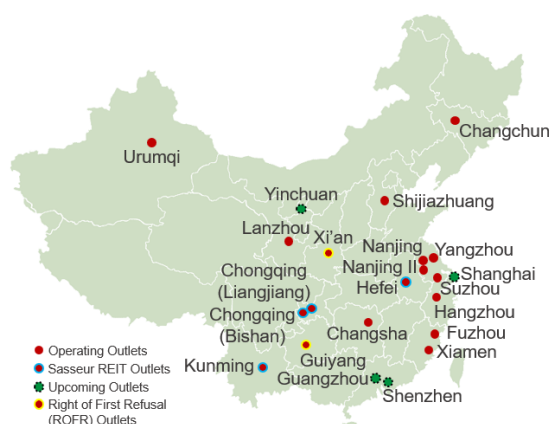 Changchun
Urumqi
Yinchuan
Shijiazhuang
Lanzhou
Xi'an
Nanjing
Yangzhou
Nanjing II
Shanghai
Chongqing
(Liangjiang)
Hefei
Suzhou
Chongqing
(Bishan)
Hangzhou
Changsha
Fuzhou
Xiamen
Kunming
Guiyang
Guangzhou
Shenzhen
Operating Outlets
Sasseur REIT Outlets
Upcoming Outlets
Right of First Refusal
(ROFR) Outlets